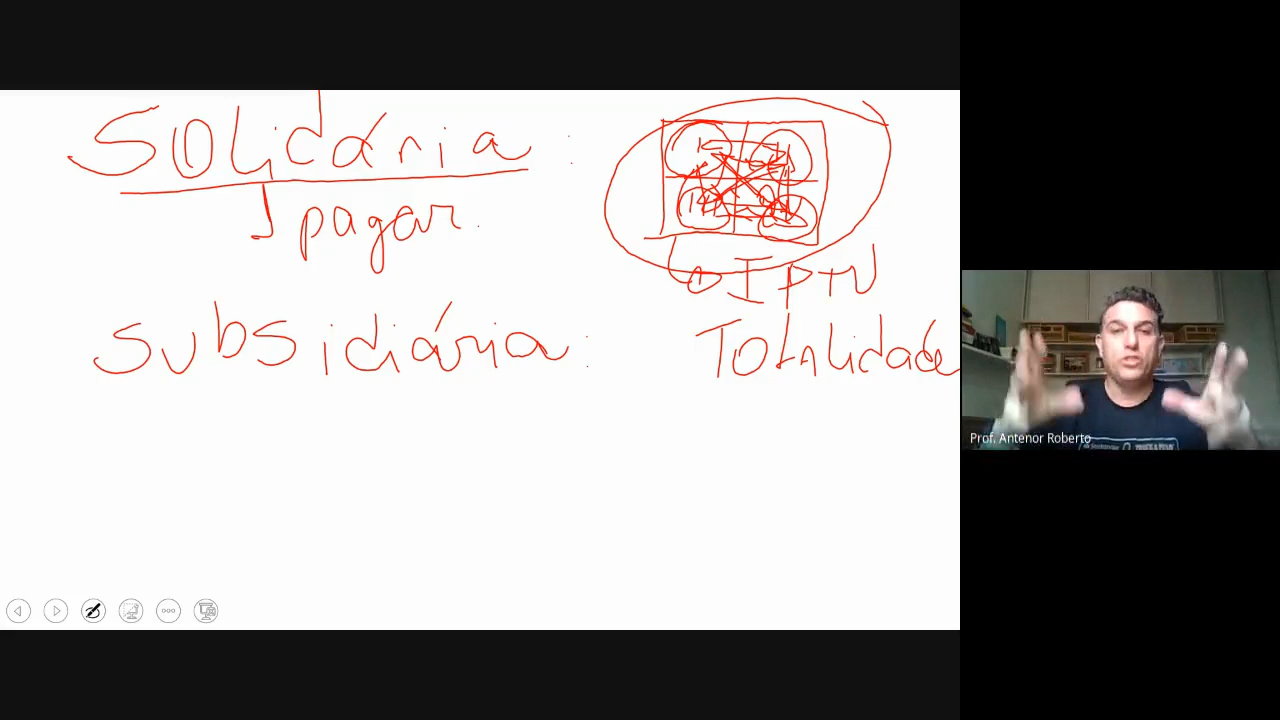 Solidária:
pagar.
IPTU
Subsidiária:
Totalidade
Prof. Antenor Roberto